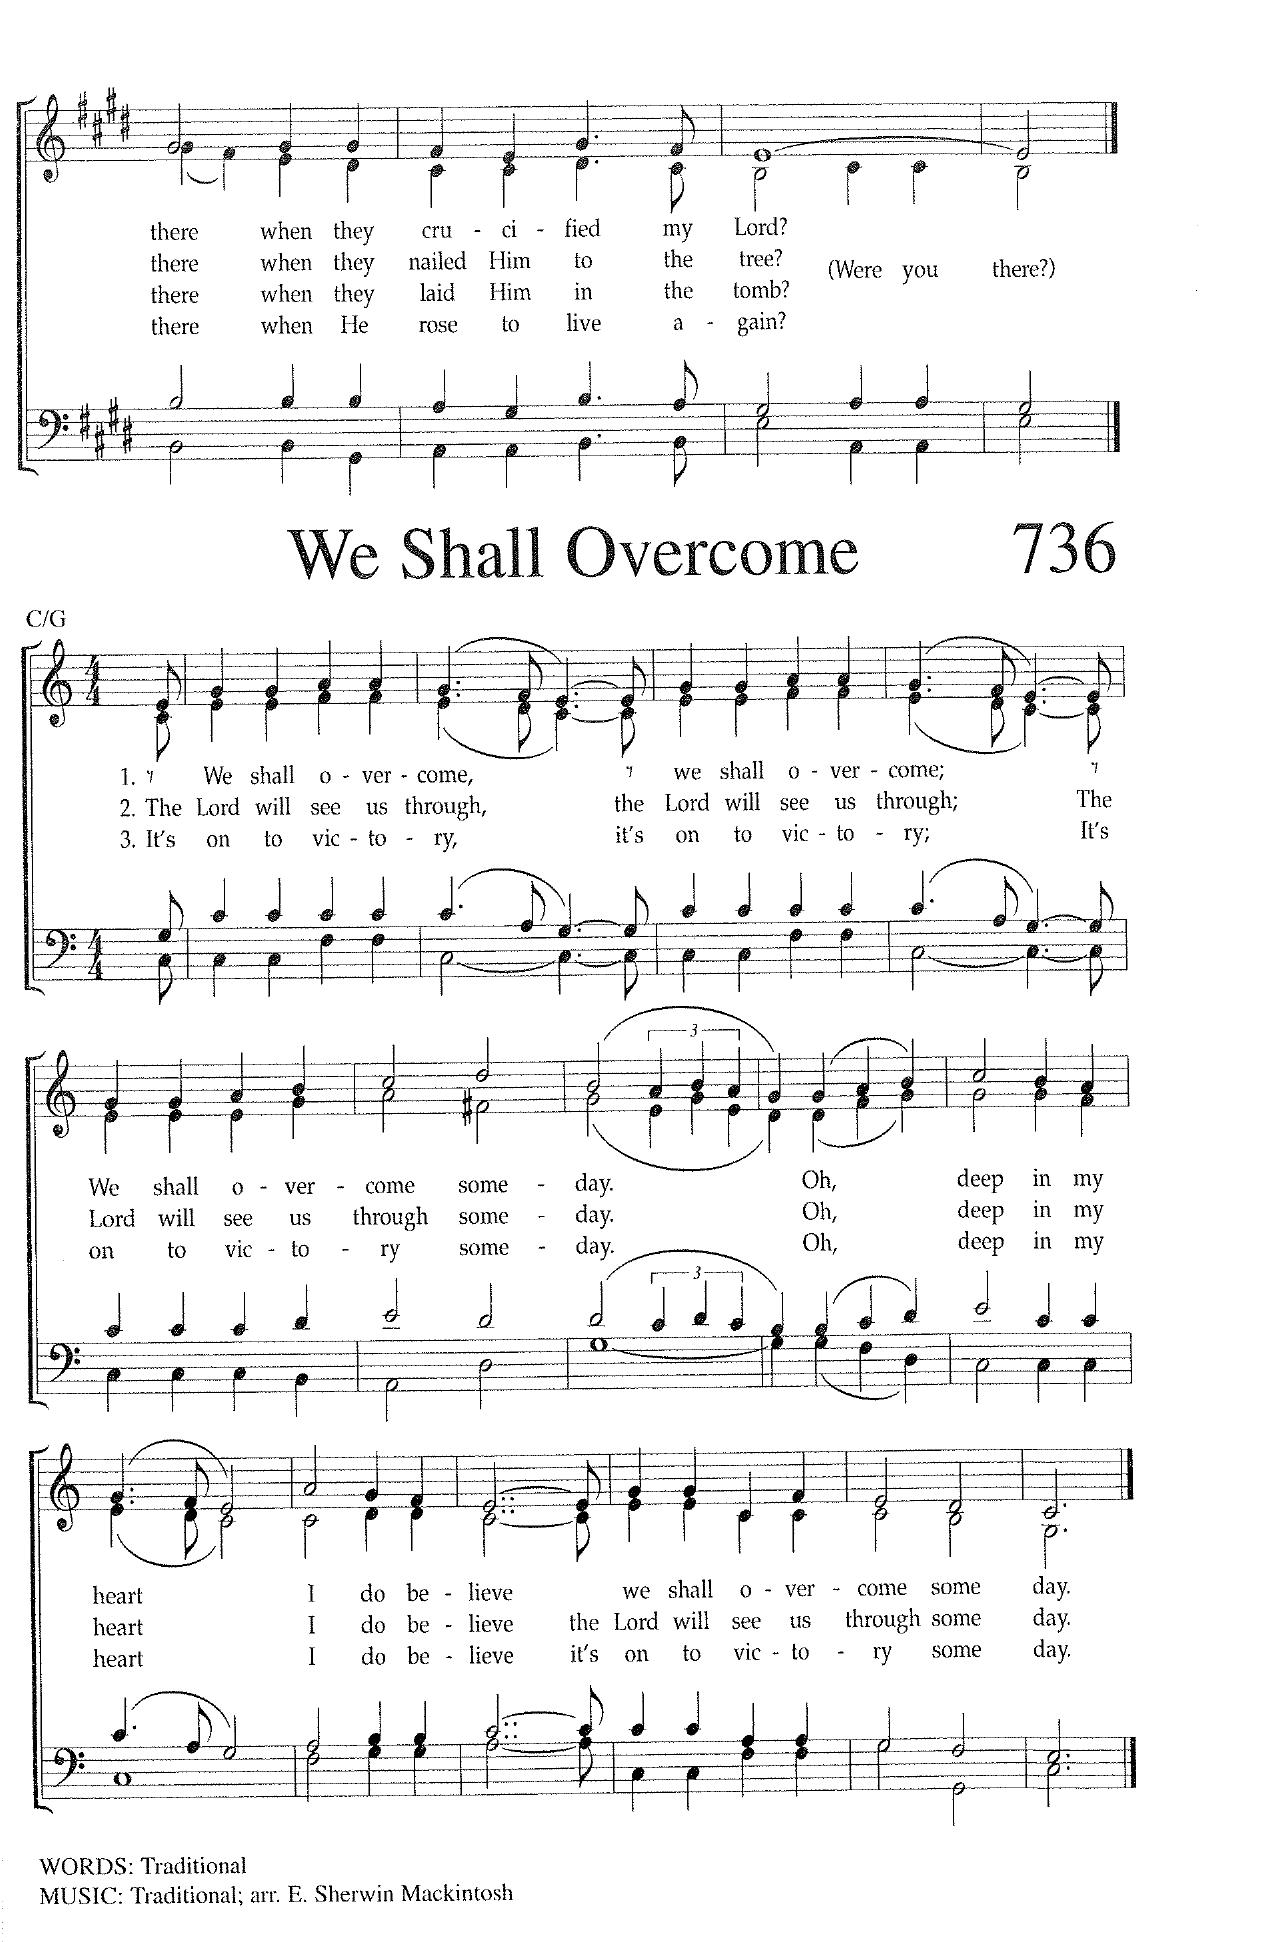 there when they cru - ci - fied my Lord?
there when they nailed Him to the tree? (Were you there?)
there when they laid Him in the tomb?
there when He rose to live a - gain?
We Shall Overcome 736
C/G
1. We shall o - ver - come, we shall o - ver - come;
2. The Lord will see us through, the Lord will see us through; The
3. It's on to vic - to - ry, it's on to vic - to - ry; It's
3
We shall o - ver - come some - day. Oh, deep in my
Lord will see us through some - day. Oh, deep in my
on to vic - to - ry some - day. Oh, deep in my
3
heart I do be - lieve we shall o - ver - come some day.
heart I do be - lieve the Lord will see us through some day.
heart I do be - lieve it's on to vic - to - ry some day.
WORDS: Traditional
MUSIC: Traditional; arr. E. Sherwin Mackintosh